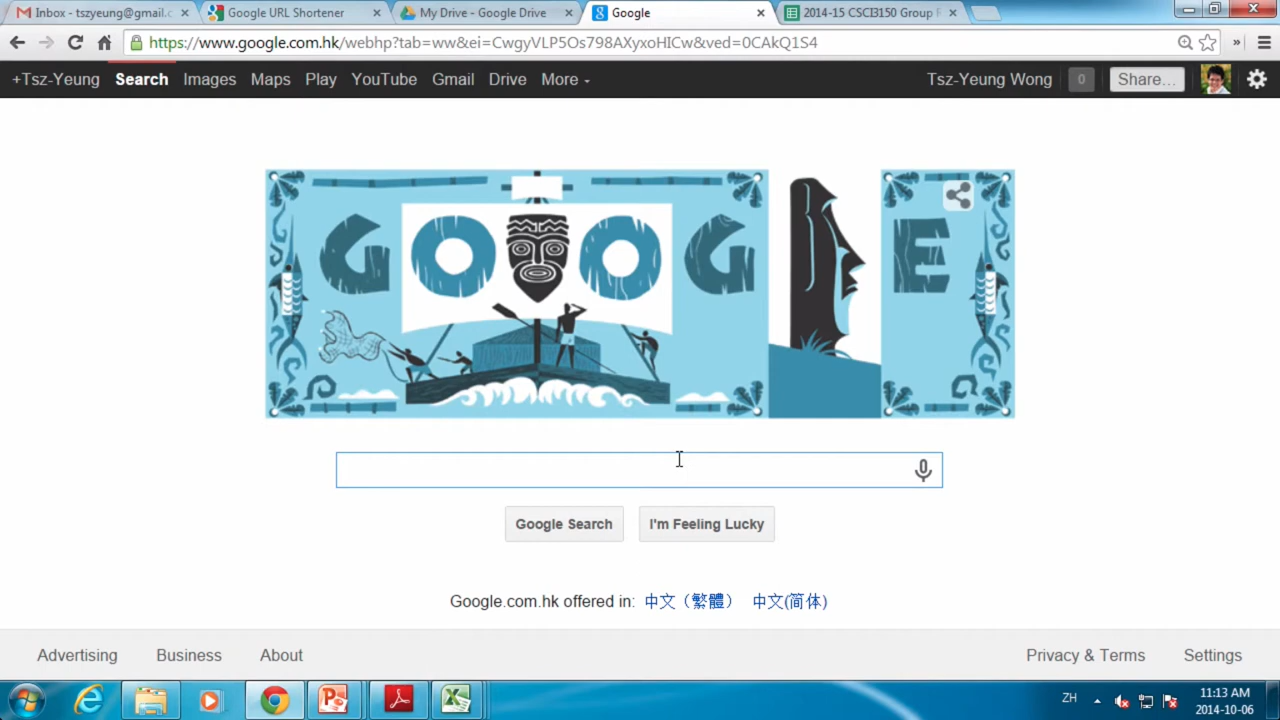 Inbox - tszyeung@gmail.c
Google URL Shortener
My Drive - Google Drive
Google
2014-15 CSCI3150 Group
https://www.google.com.hk/webhp?tab=ww&ei=CwgyVLP5Os798AXyxoHICw&ved=0CAkQ1S4
+Tsz-Yeung Search Images Maps Play YouTube Gmail Drive More
Tsz-Yeung Wong 0 Share...
GOOG E
Google Search
I'm Feeling Lucky
Google.com.hk offered in: 中文（繁體） 中文(简体)
Advertising Business About
Privacy & Terms Settings
ZH
11:13 AM
2014-10-06